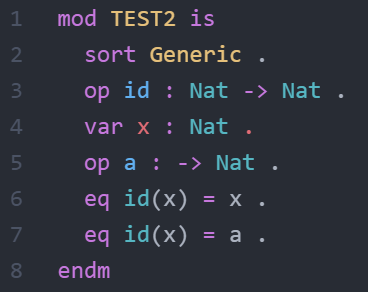 1 mod TEST2 is
2 sort Generic .
3 op id : Nat -> Nat .
4 var x : Nat .
5 op a : -> Nat .
6 eq id(x) = x .
7 eq id(x) = a .
8 endm